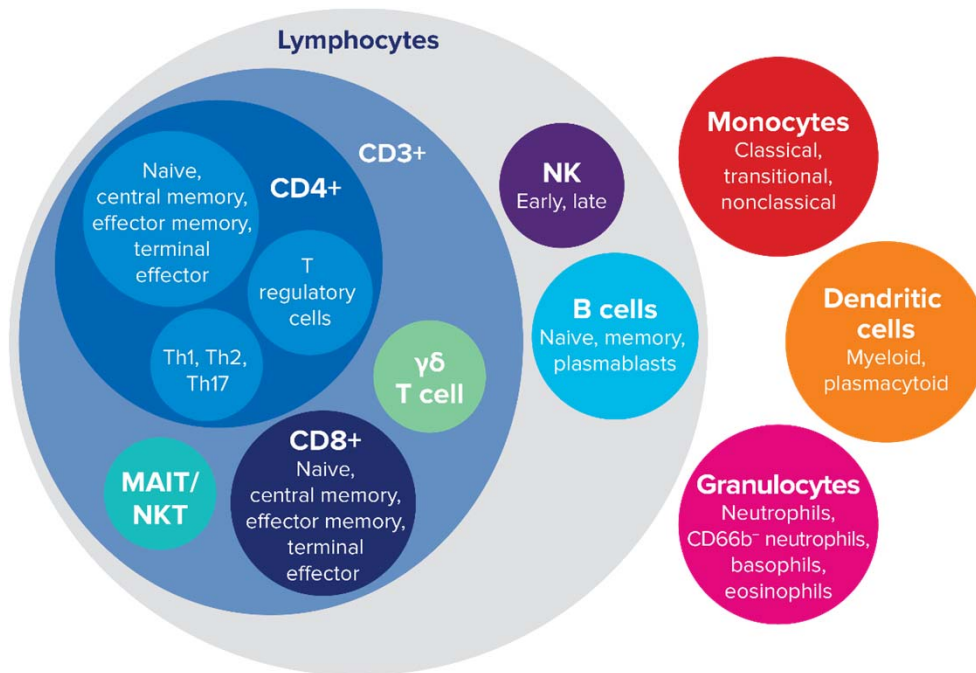 Lymphocytes
CD3+
CD4+
Naive,
central memory,
effector memory,
terminal
effector
T
regulatory
cells
Th1, Th2,
Th17
γδ
T cell
MAIT/
NKT
CD8+
Naive,
central memory,
effector memory,
terminal
effector
NK
Early, late
B cells
Naive, memory,
plasmablasts
Monocytes
Classical,
transitional,
nonclassical
Dendritic
cells
Myeloid,
plasmacytoid
Granulocytes
Neutrophils,
CD66b⁻ neutrophils,
basophils,
eosinophils